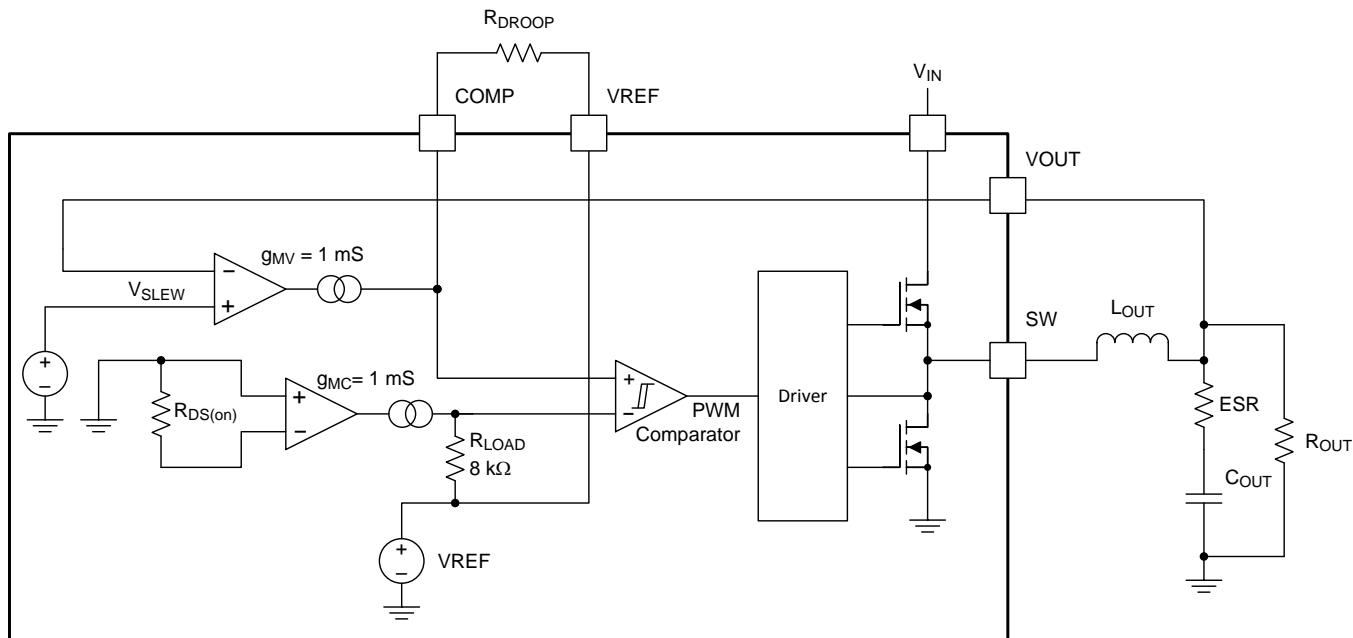 RDROOP
VIN
COMP
VREF
VOUT
gMV = 1 mS
−
VSLEW
+
LOUT
SW
+
−
gMC = 1 mS
+
RDS(on)
−
+
−
PWM
Comparator
Driver
ESR
RLOAD
8 kΩ
ROUT
COUT
+
−
VREF